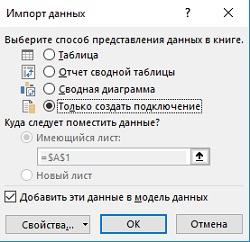 Импорт данных
?
×
Выберите способ представления данных в книге.
Таблица
Отчет сводной таблицы
Сводная диаграмма
Только создать подключение
Куда следует поместить данные?
Имеющийся лист:
=$A$1
Новый лист
Добавить эти данные в модель данных
Свойства... ОК Отмена